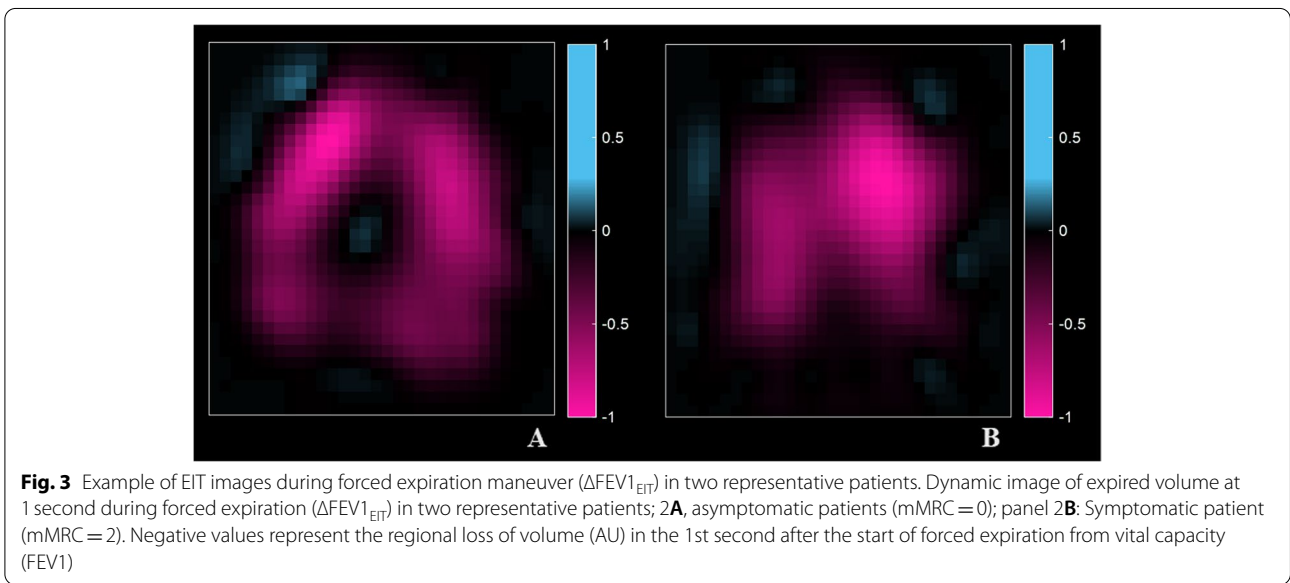 1
0.5
0
-0.5
-1
A
1
0.5
0
-0.5
-1
B
Fig. 3 Example of EIT images during forced expiration maneuver (ΔFEV1EIT) in two representative patients. Dynamic image of expired volume at
1 second during forced expiration (ΔFEV1EIT) in two representative patients; 2A, asymptomatic patients (mMRC = 0); panel 2B: Symptomatic patient
(mMRC = 2). Negative values represent the regional loss of volume (AU) in the 1st second after the start of forced expiration from vital capacity
(FEV1)